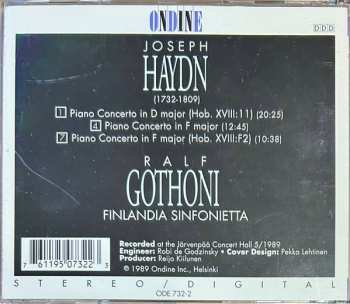 ONDINE
DDD
JOSEPH
HAYDN
(1732-1809)
1 Piano Concerto in D major (Hob. XVIII:11) (20:25)
4 Piano Concerto in F major (12:45)
7 Piano Concerto in F major (Hob. XVIII:F2) (10:38)
RALF
GOTHONI
FINLANDIA SINFONIETTA
Recorded at the Järvenpää Concert Hall 5/1989
Engineer: Robi de Godzinsky • Cover Design: Pekka Lehtinen
Producer: Reijo Kiilunen
© 1989 Ondine Inc., Helsinki
7 61195 07322 3
STEREO/DIGITAL
ODE 732-2